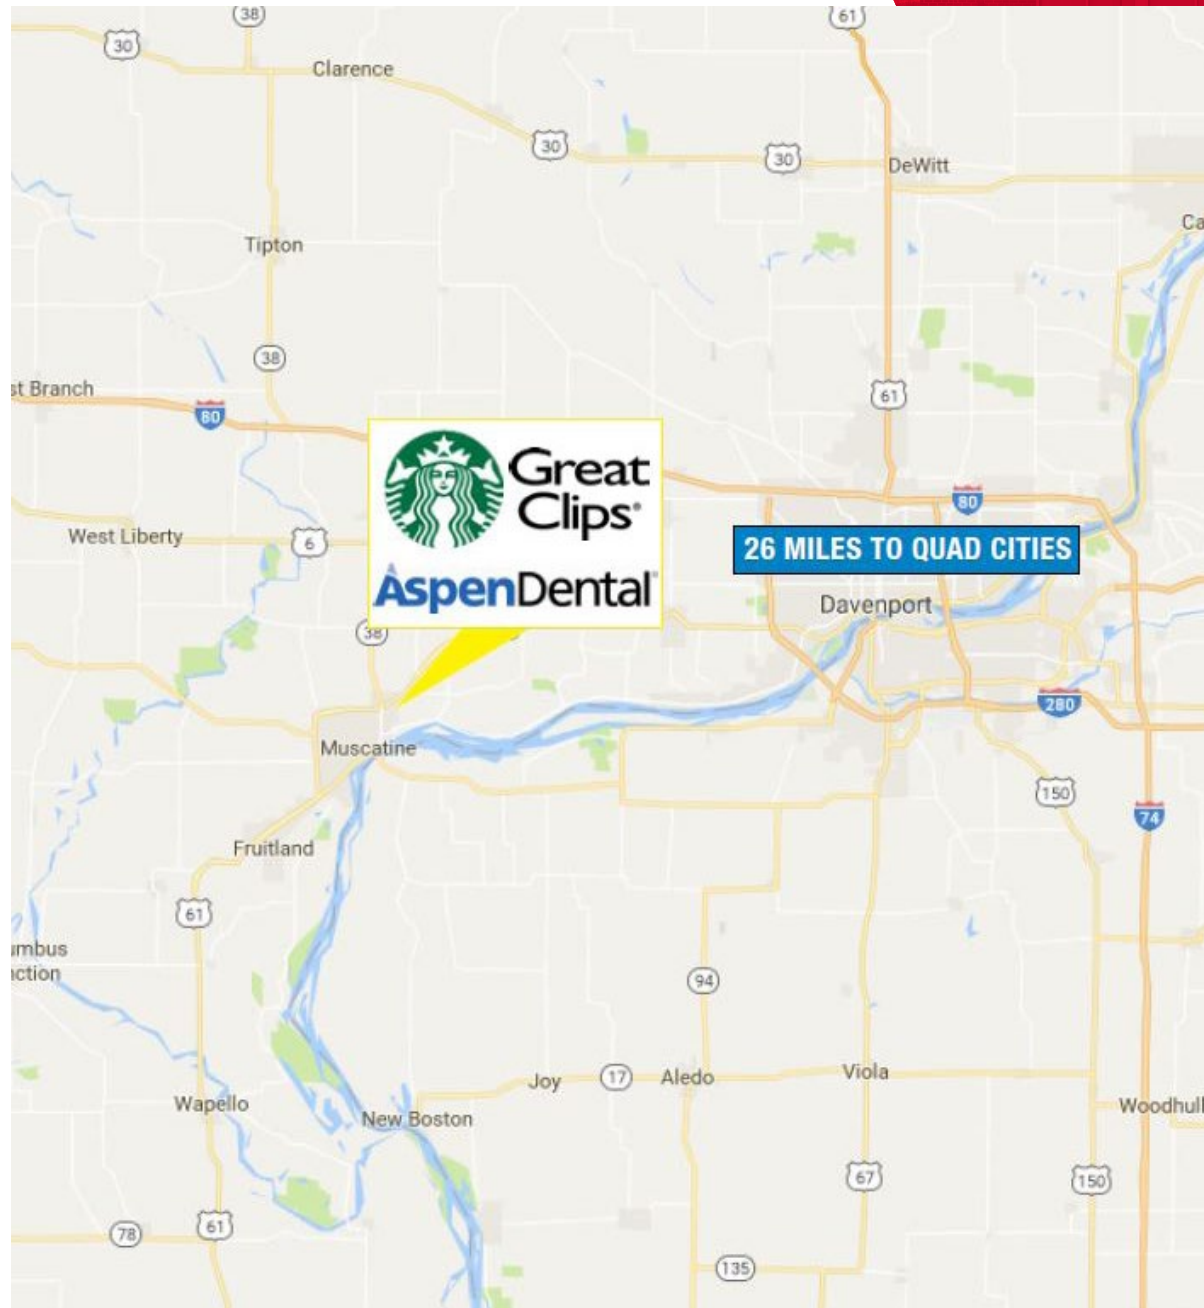 38
61
30
Clarence
30
30
DeWitt
Ca
Tipton
38
st Branch
61
80
Great
Clips
80
West Liberty
6
26 MILES TO QUAD CITIES
AspenDental
Davenport
38
280
Muscatine
150
74
Fruitland
61
umbus
ction
94
Joy
17
Aledo
Viola
Wapello
New Boston
Woodhull
67
150
61
78
135